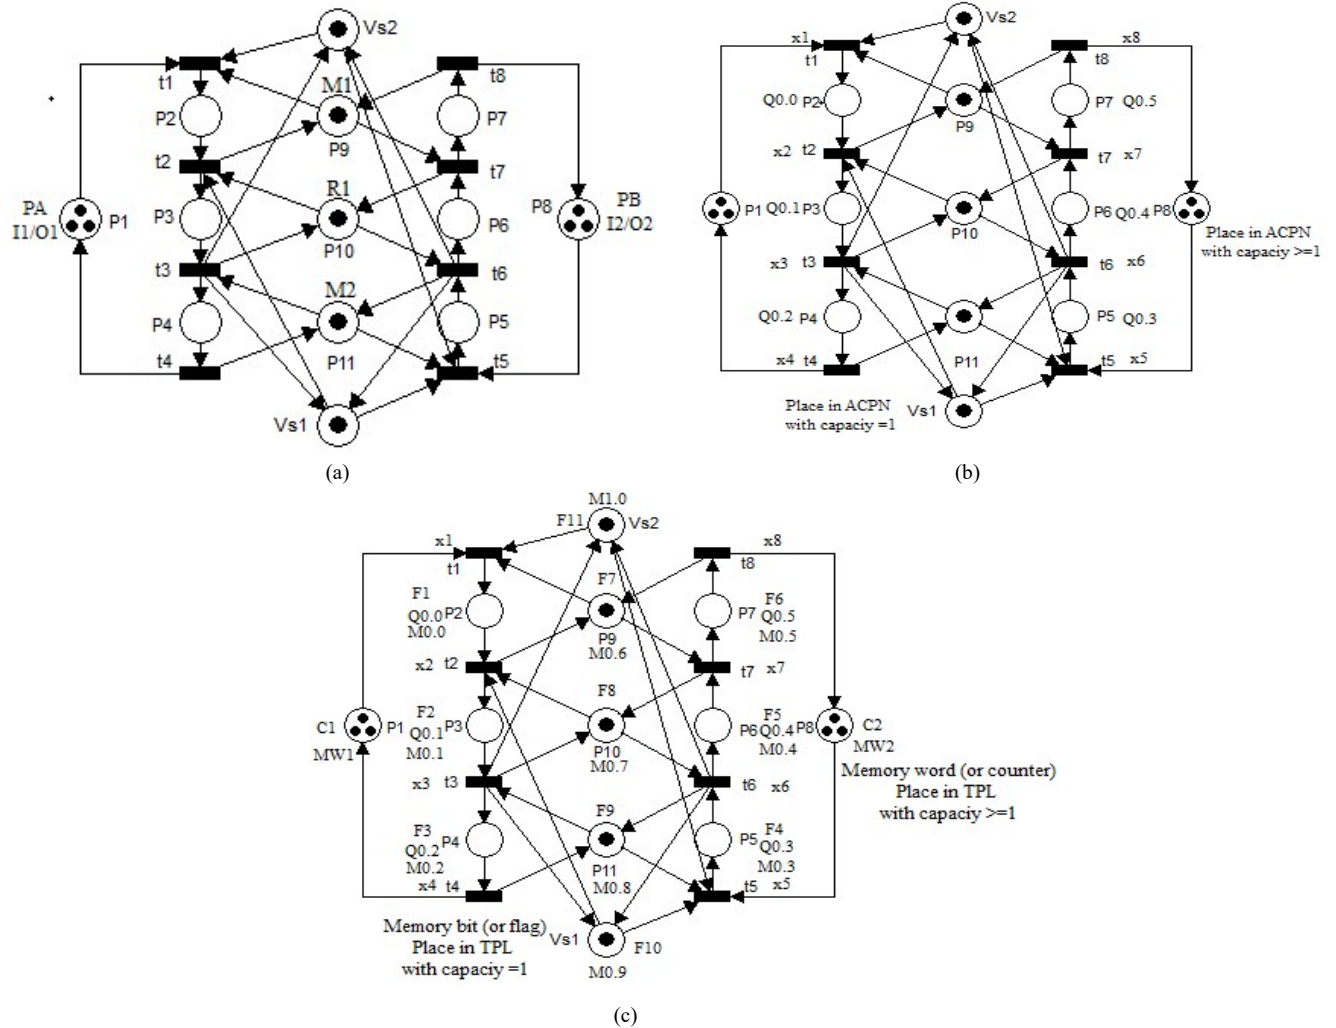 Vs2
t1
M1
t8
P2
P9
P7
t2
R1
t7
PA
I1/O1
P1
P3
P10
P6
P8
PB
I2/O2
t3
M2
t6
P4
P11
P5
t4
t5
Vs1
(a)
Vs2
x1
t1
x8
t8
Q0.0 P2
P9
P7 Q0.5
x2 t2
t7 x7
P1
Q0.1 P3
P10
P6 Q0.4
P8
Place in ACPN
with capaciy >=1
x3 t3
t6 x6
Q0.2 P4
P11
P5 Q0.3
x4 t4
t5 x5
Place in ACPN
with capaciy =1
Vs1
(b)
M1.0
F11
Vs2
x1
t1
x8
t8
F1
Q0.0 P2
M0.0
F7
P9
M0.6
F6
P7 Q0.5
M0.5
x2 t2
t7 x7
C1
MW1
P1
F2
Q0.1 P3
M0.1
F8
P10
M0.7
F5
P6 Q0.4
M0.4
P8
C2
MW2
Memory word (or counter)
Place in TPL
with capaciy >=1
x3 t3
t6 x6
F3
Q0.2 P4
M0.2
F9
P11
M0.8
F4
P5 Q0.3
M0.3
x4 t4
t5 x5
Memory bit (or flag)
Place in TPL
with capaciy =1
Vs1
F10
M0.9
(c)